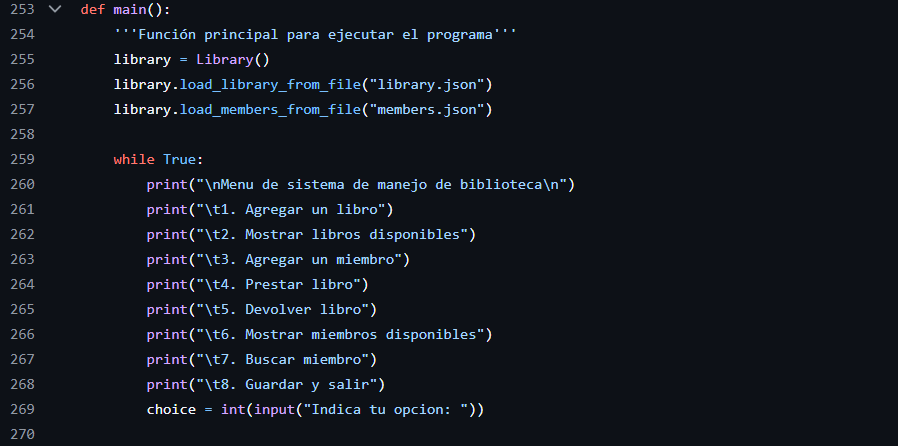 253 def main():
254 '''Función principal para ejecutar el programa'''
255 library = Library()
256 library.load_library_from_file("library.json")
257 library.load_members_from_file("members.json")
258
259 while True:
260 print("\nMenu de sistema de manejo de biblioteca\n")
261 print("\t1. Agregar un libro")
262 print("\t2. Mostrar libros disponibles")
263 print("\t3. Agregar un miembro")
264 print("\t4. Prestar libro")
265 print("\t5. Devolver libro")
266 print("\t6. Mostrar miembros disponibles")
267 print("\t7. Buscar miembro")
268 print("\t8. Guardar y salir")
269 choice = int(input("Indica tu opcion: "))
270